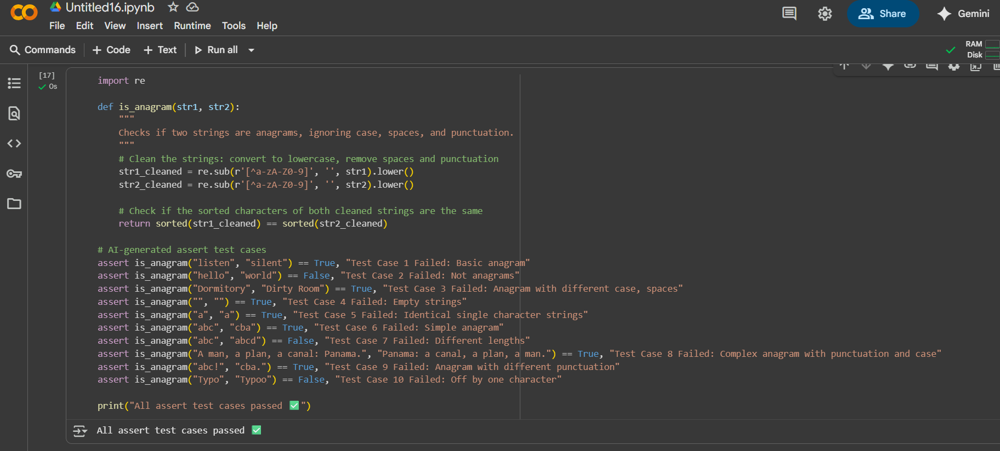 Untitled16.ipynb
File Edit View Insert Runtime Tools Help
Share
Gemini
Commands + Code + Text Run all
RAM
Disk
[17]
0s
import re
def is_anagram(str1, str2):
"""
Checks if two strings are anagrams, ignoring case, spaces, and punctuation.
"""
# Clean the strings: convert to lowercase, remove spaces and punctuation
str1_cleaned = re.sub(r'[^a-zA-Z0-9]', '', str1).lower()
str2_cleaned = re.sub(r'[^a-zA-Z0-9]', '', str2).lower()
# Check if the sorted characters of both cleaned strings are the same
return sorted(str1_cleaned) == sorted(str2_cleaned)
# AI-generated assert test cases
assert is_anagram("listen", "silent") == True, "Test Case 1 Failed: Basic anagram"
assert is_anagram("hello", "world") == False, "Test Case 2 Failed: Not anagrams"
assert is_anagram("Dormitory", "Dirty Room") == True, "Test Case 3 Failed: Anagram with different case, spaces"
assert is_anagram("", "") == True, "Test Case 4 Failed: Empty strings"
assert is_anagram("a", "a") == True, "Test Case 5 Failed: Identical single character strings"
assert is_anagram("abc", "cba") == True, "Test Case 6 Failed: Simple anagram"
assert is_anagram("abc", "abcd") == False, "Test Case 7 Failed: Different lengths"
assert is_anagram("A man, a plan, a canal: Panama.", "Panama: a canal, a plan, a man.") == True, "Test Case 8 Failed: Complex anagram with punctuation and case"
assert is_anagram("abc!", "cba.") == True, "Test Case 9 Failed: Anagram with different punctuation"
assert is_anagram("Typo", "Typoo") == False, "Test Case 10 Failed: Off by one character"
print("All assert test cases passed ✅")
All assert test cases passed ✅